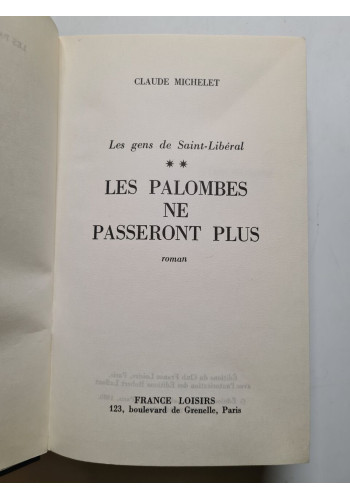 CLAUDE MICHELET
Les gens de Saint-Libéral
★ ★
LES PALOMBES
NE
PASSERONT PLUS
roman
FRANCE LOISIRS
123, boulevard de Grenelle, Paris